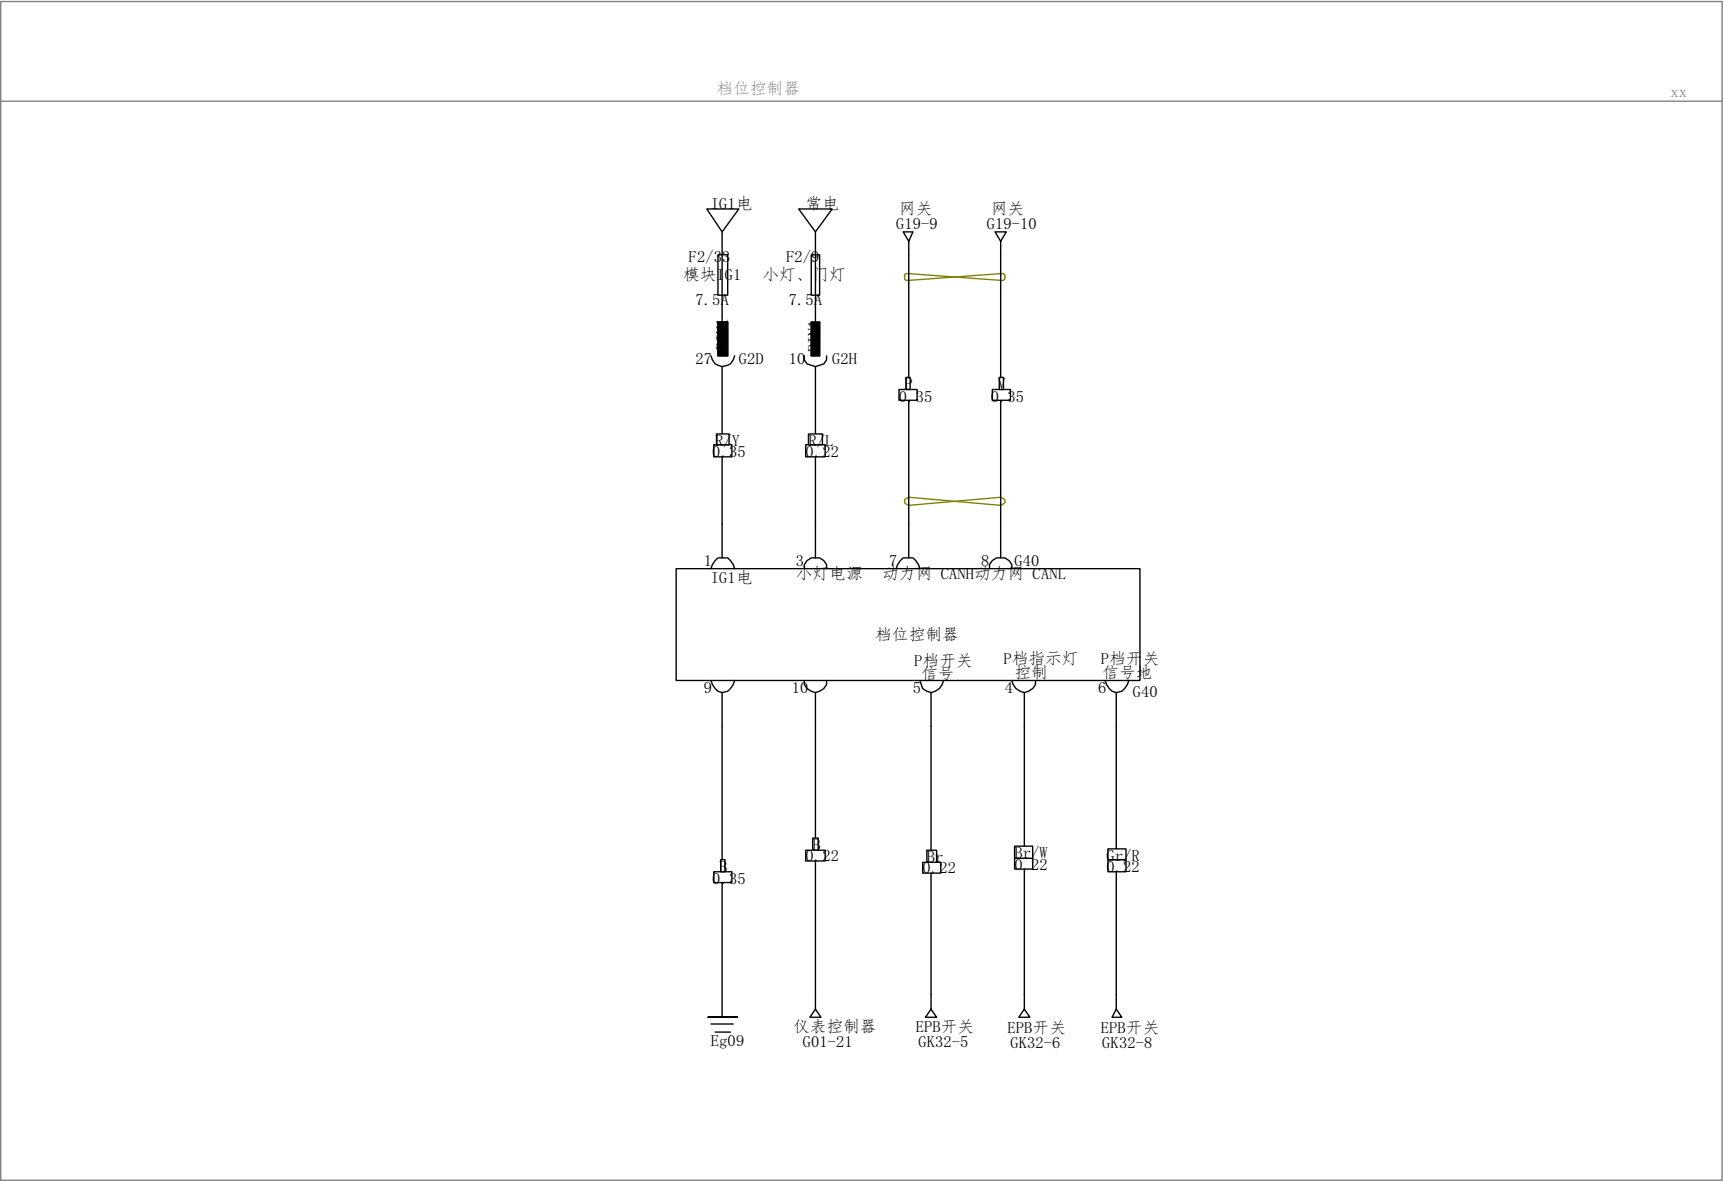 档位控制器
xx
IG1电
常电
网关
G19-9
网关
G19-10
F2/33
模块IG1
7.5A
F2/9
小灯、门灯
7.5A
27
G2D
10
G2H
P
0.35
V
0.35
R/Y
0.35
R/L
0.22
1
3
7
8
G40
IG1电
小灯电源
动力网 CANH
动力网 CANL
档位控制器
P档开关
信号
P档指示灯
控制
P档开关
信号地
9
10
5
4
6
G40
B
0.35
B
0.22
Br
0.22
Br/W
0.22
Gr/R
0.22
Eg09
仪表控制器
G01-21
EPB开关
GK32-5
EPB开关
GK32-6
EPB开关
GK32-8